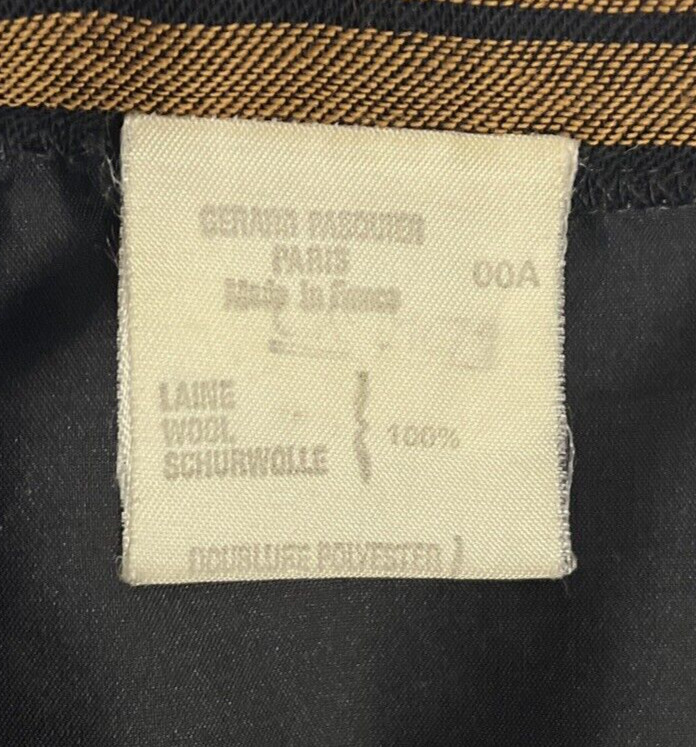 GERARD PASQUIER
PARIS
Made in France
00A
LAINE
WOOL
SCHURWOLLE
100%
DOUBLURE POLYESTER